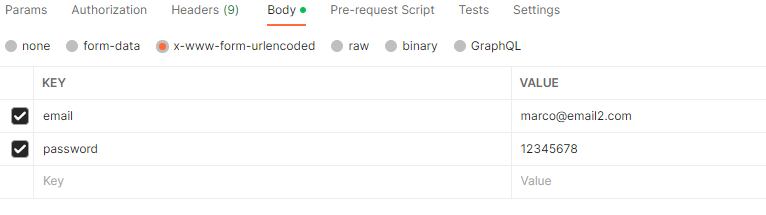 Params Authorization Headers (9) Body Pre-request Script Tests Settings
none form-data x-www-form-urlencoded raw binary GraphQL
KEY VALUE
email marco@email2.com
password 12345678
Key Value